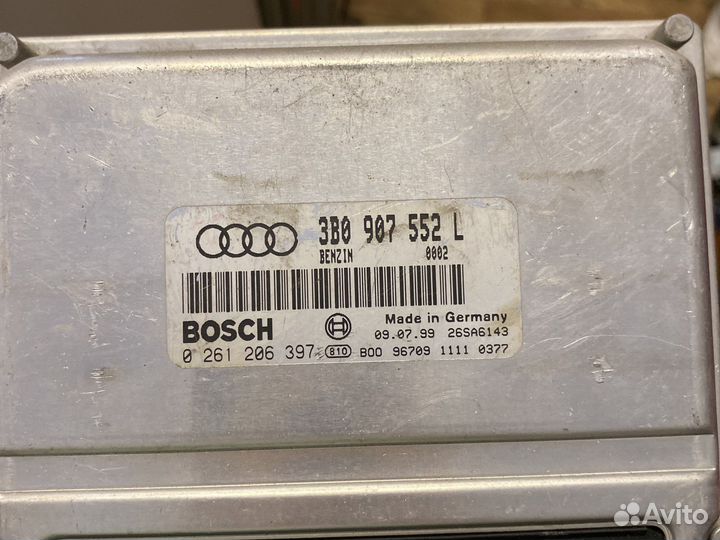 3B0 907 552 L
BENZIN 0002
BOSCH
Made in Germany
09.07.99 26SA6143
0 261 206 397 810 B00 96709 1111 0377
Avito